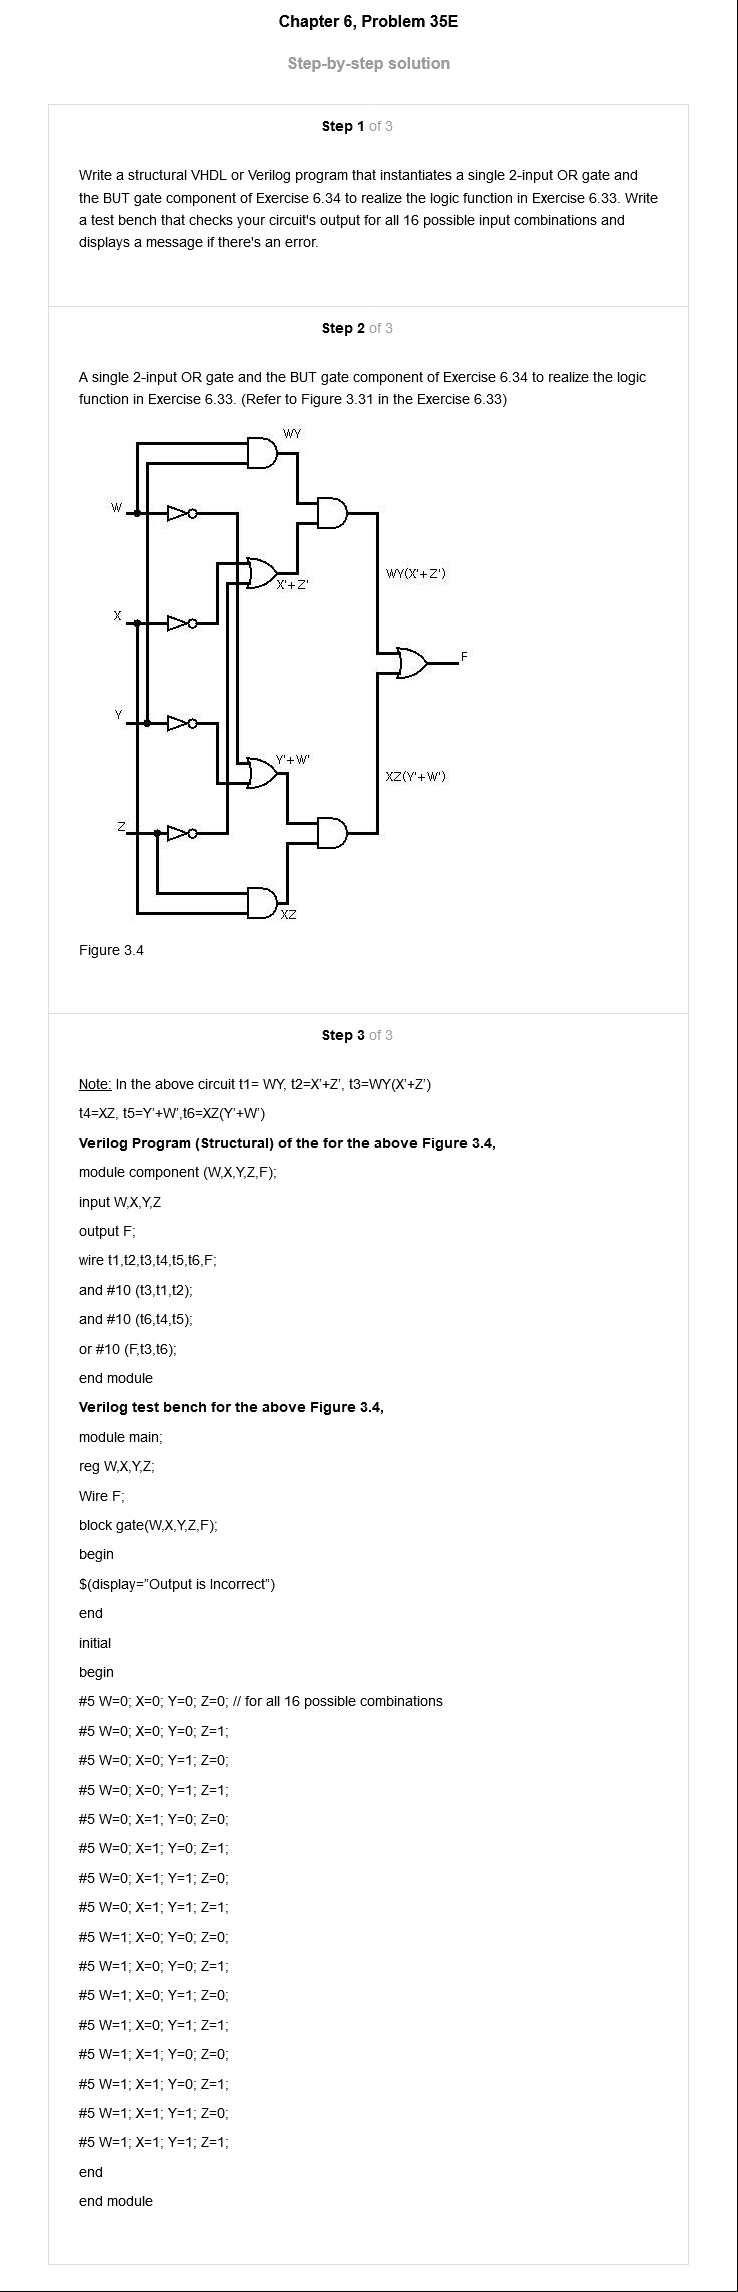 Chapter 6, Problem 35E
Step-by-step solution
Step 1 of 3
Write a structural VHDL or Verilog program that instantiates a single 2-input OR gate and
the BUT gate component of Exercise 6.34 to realize the logic function in Exercise 6.33. Write
a test bench that checks your circuit's output for all 16 possible input combinations and
displays a message if there's an error.
Step 2 of 3
A single 2-input OR gate and the BUT gate component of Exercise 6.34 to realize the logic
function in Exercise 6.33. (Refer to Figure 3.31 in the Exercise 6.33)
WY
W
X'+Z'
WY(X'+Z')
X
F
Y
Y'+W'
XZ(Y'+W')
Z
XZ
Figure 3.4
Step 3 of 3
Note: In the above circuit t1= WY, t2=X'+Z', t3=WY(X'+Z')
t4=XZ, t5=Y'+W',t6=XZ(Y'+W')
Verilog Program (Structural) of the for the above Figure 3.4,
module component (W,X,Y,Z,F);
input W,X,Y,Z
output F;
wire t1,t2,t3,t4,t5,t6,F;
and #10 (t3,t1,t2);
and #10 (t6,t4,t5);
or #10 (F,t3,t6);
end module
Verilog test bench for the above Figure 3.4,
module main;
reg W,X,Y,Z;
Wire F;
block gate(W,X,Y,Z,F);
begin
$(display=”Output is Incorrect”)
end
initial
begin
#5 W=0; X=0; Y=0; Z=0; // for all 16 possible combinations
#5 W=0; X=0; Y=0; Z=1;
#5 W=0; X=0; Y=1; Z=0;
#5 W=0; X=0; Y=1; Z=1;
#5 W=0; X=1; Y=0; Z=0;
#5 W=0; X=1; Y=0; Z=1;
#5 W=0; X=1; Y=1; Z=0;
#5 W=0; X=1; Y=1; Z=1;
#5 W=1; X=0; Y=0; Z=0;
#5 W=1; X=0; Y=0; Z=1;
#5 W=1; X=0; Y=1; Z=0;
#5 W=1; X=0; Y=1; Z=1;
#5 W=1; X=1; Y=0; Z=0;
#5 W=1; X=1; Y=0; Z=1;
#5 W=1; X=1; Y=1; Z=0;
#5 W=1; X=1; Y=1; Z=1;
end
end module